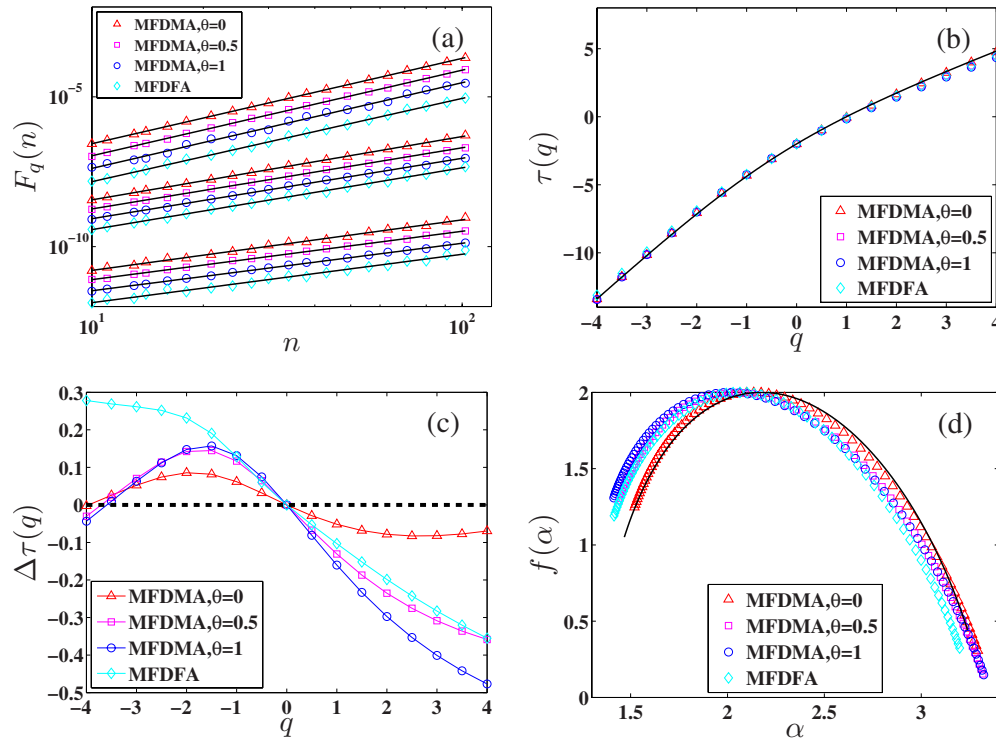 (a)
MFDMA,θ=0
MFDMA,θ=0.5
MFDMA,θ=1
MFDFA
10⁻⁵
10⁻¹⁰
F_q(n)
10¹
10²
n
(b)
5
0
−5
−10
τ(q)
−4 −3 −2 −1 0 1 2 3 4
q
MFDMA,θ=0
MFDMA,θ=0.5
MFDMA,θ=1
MFDFA
(c)
0.3
0.2
0.1
0
-0.1
-0.2
-0.3
-0.4
-0.5
Δτ(q)
-4 -3 -2 -1 0 1 2 3 4
q
MFDMA,θ=0
MFDMA,θ=0.5
MFDMA,θ=1
MFDFA
(d)
2
1.5
1
0.5
0
f(α)
1.5 2 2.5 3
α
MFDMA,θ=0
MFDMA,θ=0.5
MFDMA,θ=1
MFDFA